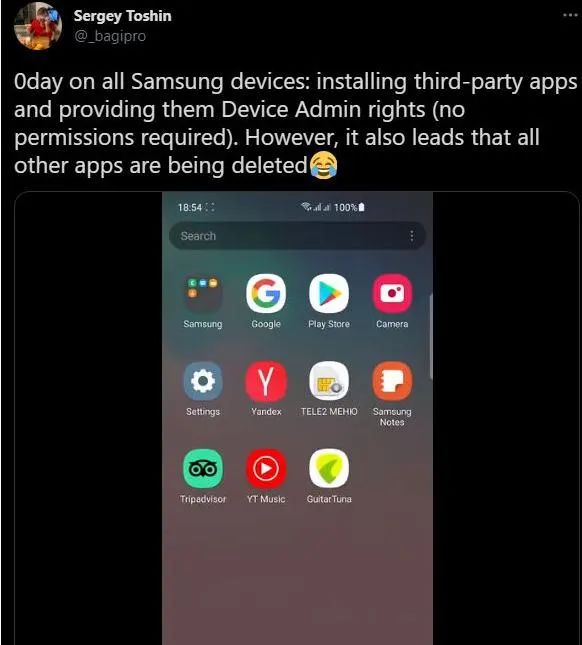 Sergey Toshin
@_bagipro
0day on all Samsung devices: installing third-party apps
and providing them Device Admin rights (no
permissions required). However, it also leads that all
other apps are being deleted😂
18:54 100%
Search
Samsung Google Play Store Camera
Settings Yandex TELE2 МЕНЮ Samsung
Notes
Tripadvisor YT Music GuitarTuna